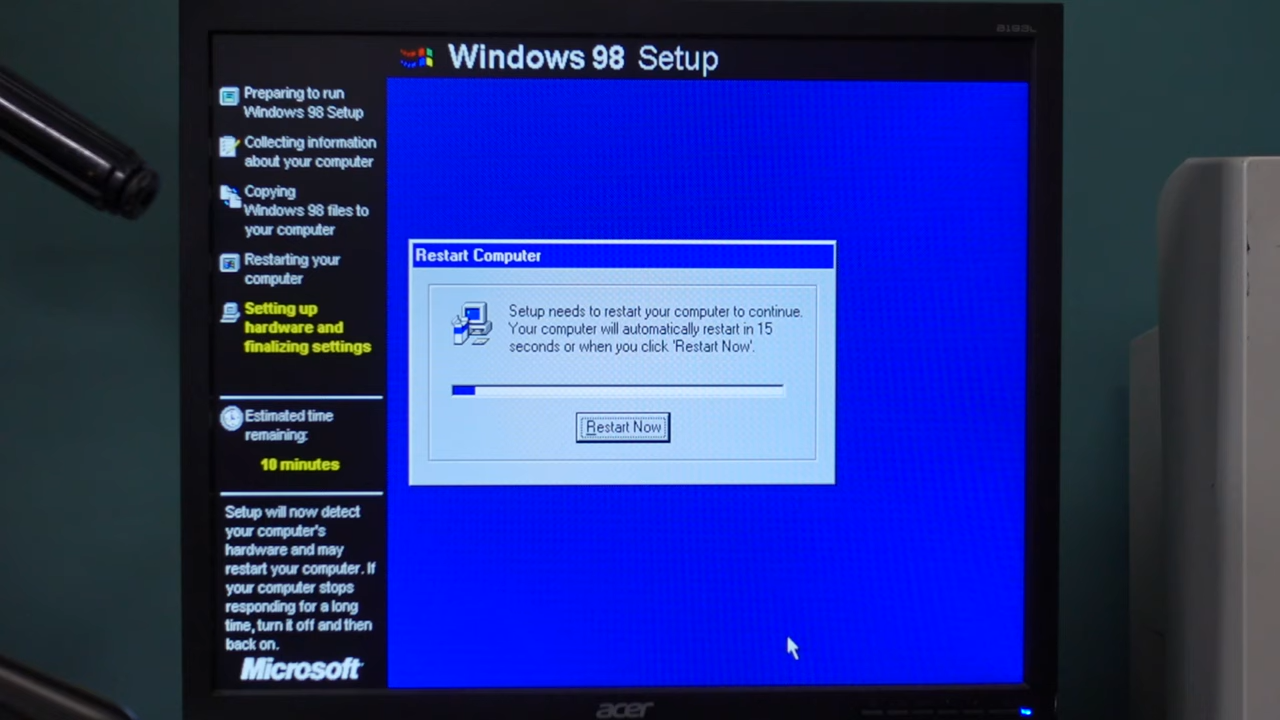 Windows 98 Setup
Preparing to run
Windows 98 Setup
Collecting information
about your computer
Copying
Windows 98 files to
your computer
Restarting your
computer
Setting up
hardware and
finalizing settings
Estimated time
remaining:
10 minutes
Setup will now detect
your computer's
hardware and may
restart your computer. If
your computer stops
responding for a long
time, turn it off and then
back on.
Microsoft
Restart Computer
Setup needs to restart your computer to continue.
Your computer will automatically restart in 15
seconds or when you click 'Restart Now'.
Restart Now
acer